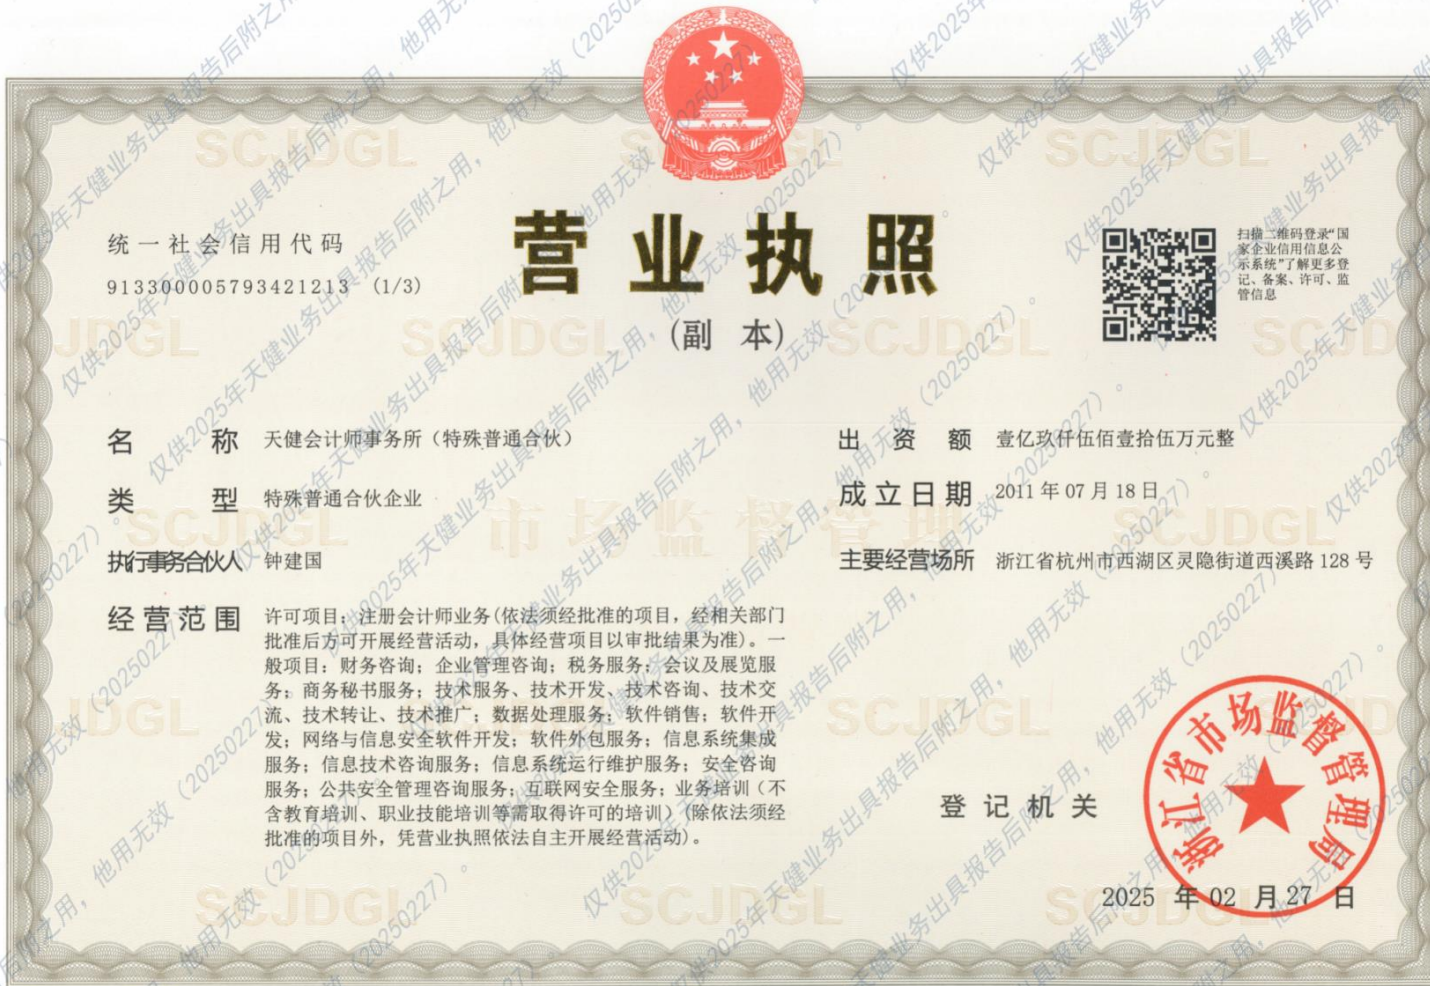 统一社会信用代码
913300005793421213 (1/3)
营业执照
(副 本)
扫描二维码登录“国
家企业信用信息公
示系统”了解更多登
记、备案、许可、监
管信息
名 称 天健会计师事务所（特殊普通合伙）
类 型 特殊普通合伙企业
执行事务合伙人 钟建国
经营范围 许可项目：注册会计师业务(依法须经批准的项目，经相关部门
批准后方可开展经营活动，具体经营项目以审批结果为准)。一
般项目：财务咨询；企业管理咨询；税务服务；会议及展览服
务；商务秘书服务；技术服务、技术开发、技术咨询、技术交
流、技术转让、技术推广；数据处理服务；软件销售；软件开
发；网络与信息安全软件开发；软件外包服务；信息系统集成
服务；信息技术咨询服务；信息系统运行维护服务；安全咨询
服务；公共安全管理咨询服务；互联网安全服务；业务培训（不
含教育培训、职业技能培训等需取得许可的培训）(除依法须经
批准的项目外，凭营业执照依法自主开展经营活动)。
出 资 额 壹亿玖仟伍佰壹拾伍万元整
成立日期 2011年07月18日
主要经营场所 浙江省杭州市西湖区灵隐街道西溪路128号
登记机关
浙江省市场监督管理局
2025 年 02 月 27 日
市场监督管理
SCJDGL
仅供2025年天健业务出具报告后附之用，他用无效（20250227）。